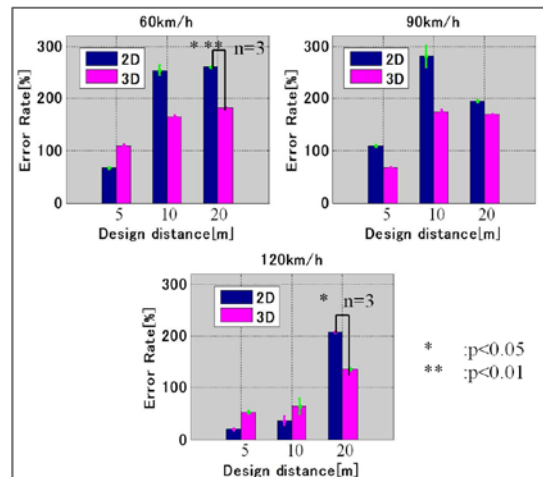 60km/h
300
200
100
0
Error Rate[%]
2D
3D
* ** n=3
5 10 20
Design distance[m]
90km/h
300
200
100
0
Error Rate[%]
2D
3D
5 10 20
Design distance[m]
120km/h
300
200
100
0
Error Rate[%]
2D
3D
* n=3
5 10 20
Design distance[m]
* :p<0.05
** :p<0.01